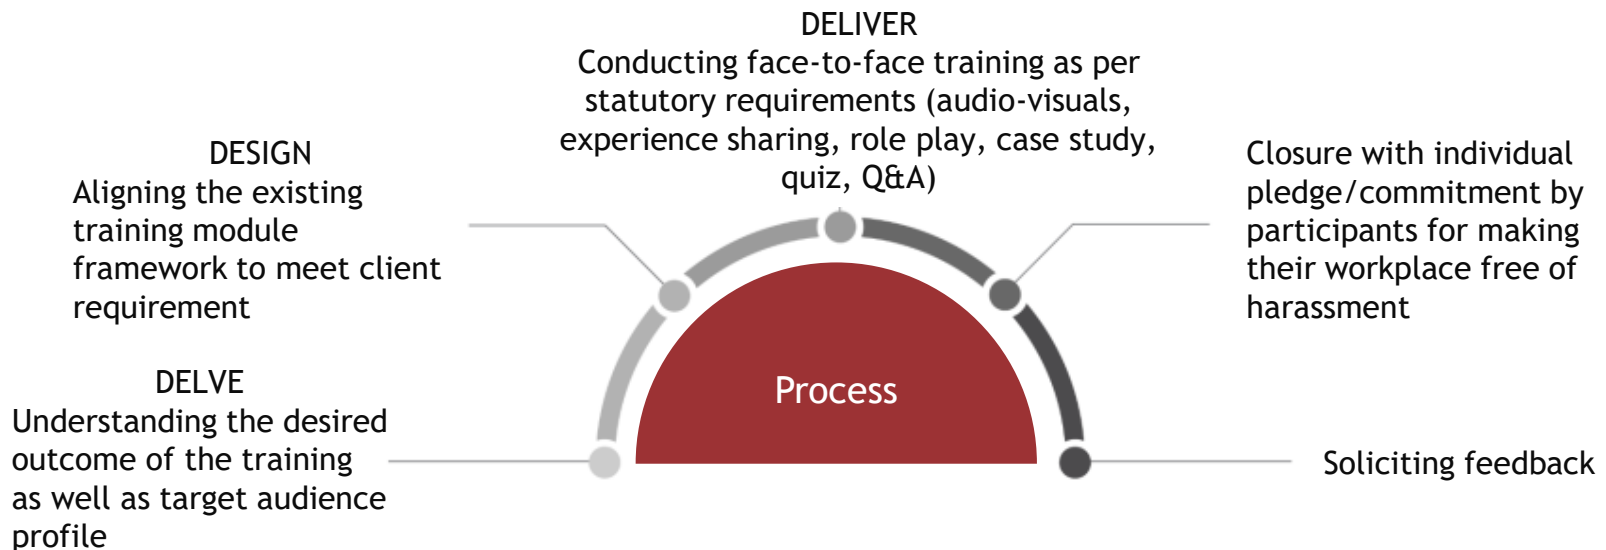 DELIVER
Conducting face-to-face training as per
statutory requirements (audio-visuals,
experience sharing, role play, case study,
quiz, Q&A)
DESIGN
Aligning the existing
training module
framework to meet client
requirement
Closure with individual
pledge/commitment by
participants for making
their workplace free of
harassment
DELVE
Understanding the desired
outcome of the training
as well as target audience
profile
Process
Soliciting feedback